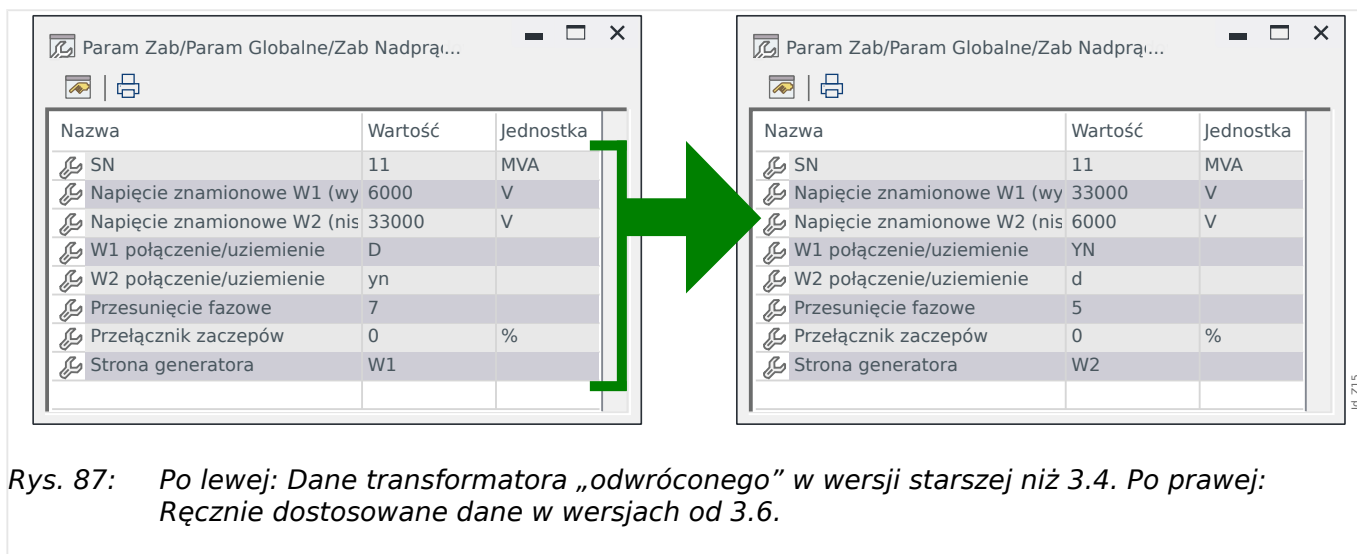 Param Zab/Param Globalne/Zab Nadprą(...
Nazwa Wartość Jednostka
SN 11 MVA
Napięcie znamionowe W1 (wy 6000 V
Napięcie znamionowe W2 (nis 33000 V
W1 połączenie/uziemienie D
W2 połączenie/uziemienie yn
Przesunięcie fazowe 7
Przełącznik zaczepów 0 %
Strona generatora W1
Param Zab/Param Globalne/Zab Nadprą(...
Nazwa Wartość Jednostka
SN 11 MVA
Napięcie znamionowe W1 (wy 33000 V
Napięcie znamionowe W2 (nis 6000 V
W1 połączenie/uziemienie YN
W2 połączenie/uziemienie d
Przesunięcie fazowe 5
Przełącznik zaczepów 0 %
Strona generatora W2
Rys. 87: Po lewej: Dane transformatora „odwróconego” w wersji starszej niż 3.4. Po prawej:
Ręcznie dostosowane dane w wersjach od 3.6.